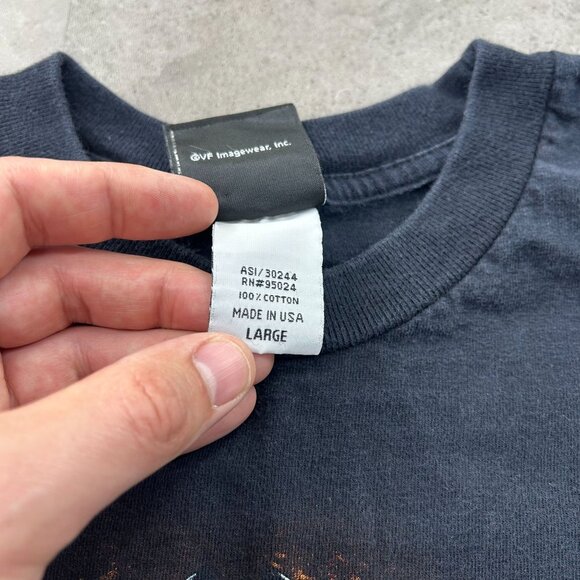 ©VF Imagewear, Inc.
ASI/30244
RN#95024
100% COTTON
MADE IN USA
LARGE